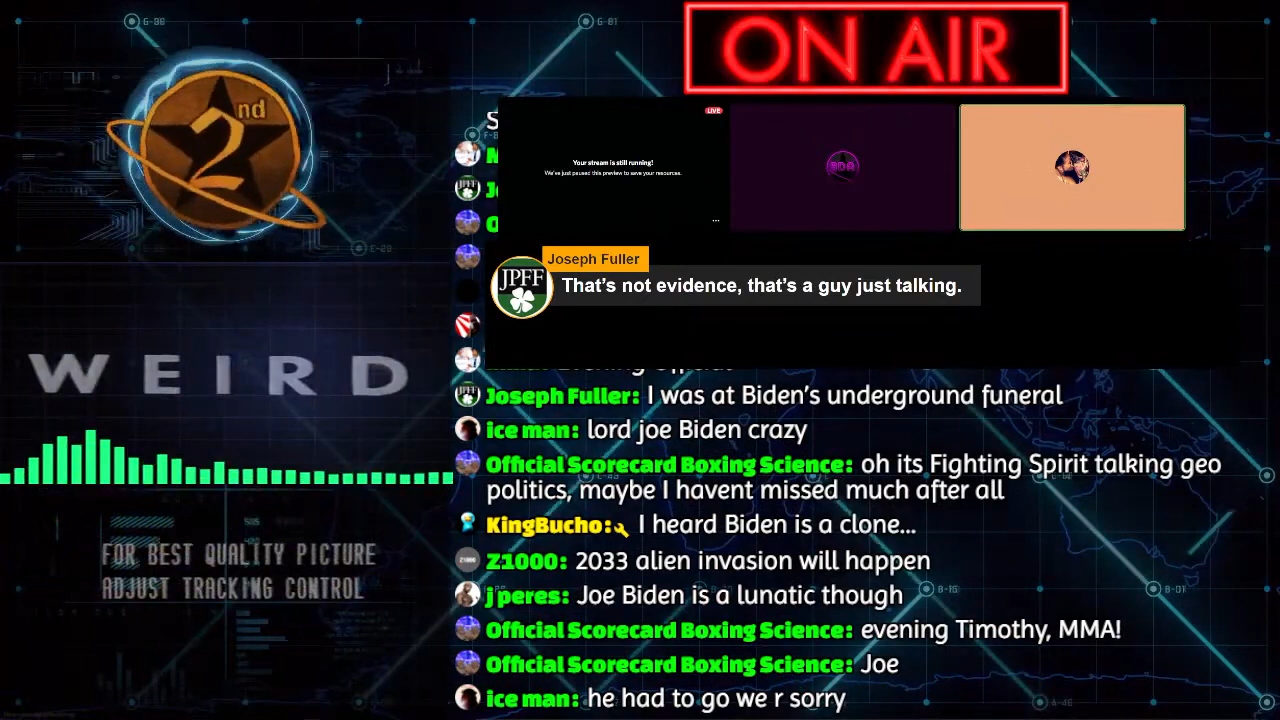 G-38
G-81
ON AIR
2nd
LIVE
Your stream is still running!
We've just paused this preview to save your resources.
Joseph Fuller
JPFF
That's not evidence, that's a guy just talking.
WEIRD
Joseph Fuller: I was at Biden's underground funeral
ice man: lord joe Biden crazy
Official Scorecard Boxing Science: oh its Fighting Spirit talking geo
politics, maybe I havent missed much after all
KingBucho: I heard Biden is a clone...
Z1000: 2033 alien invasion will happen
FOR BEST QUALITY PICTURE
ADJUST TRACKING CONTROL
j peres: Joe Biden is a lunatic though
B-15
B-01
Official Scorecard Boxing Science: evening Timothy, MMA!
Official Scorecard Boxing Science: Joe
ice man: he had to go we r sorry